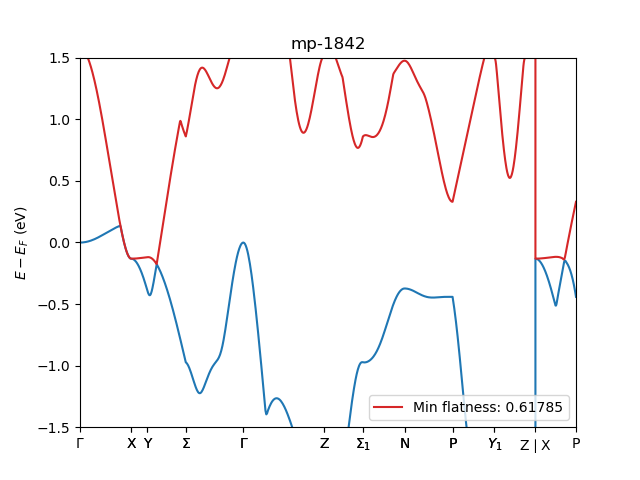 mp-1842
1.5
1.0
0.5
0.0
−0.5
−1.0
−1.5
E − E_F (eV)
Min flatness: 0.61785
Γ X Y Σ Γ Z Σ₁ N P Y₁ Z | X P